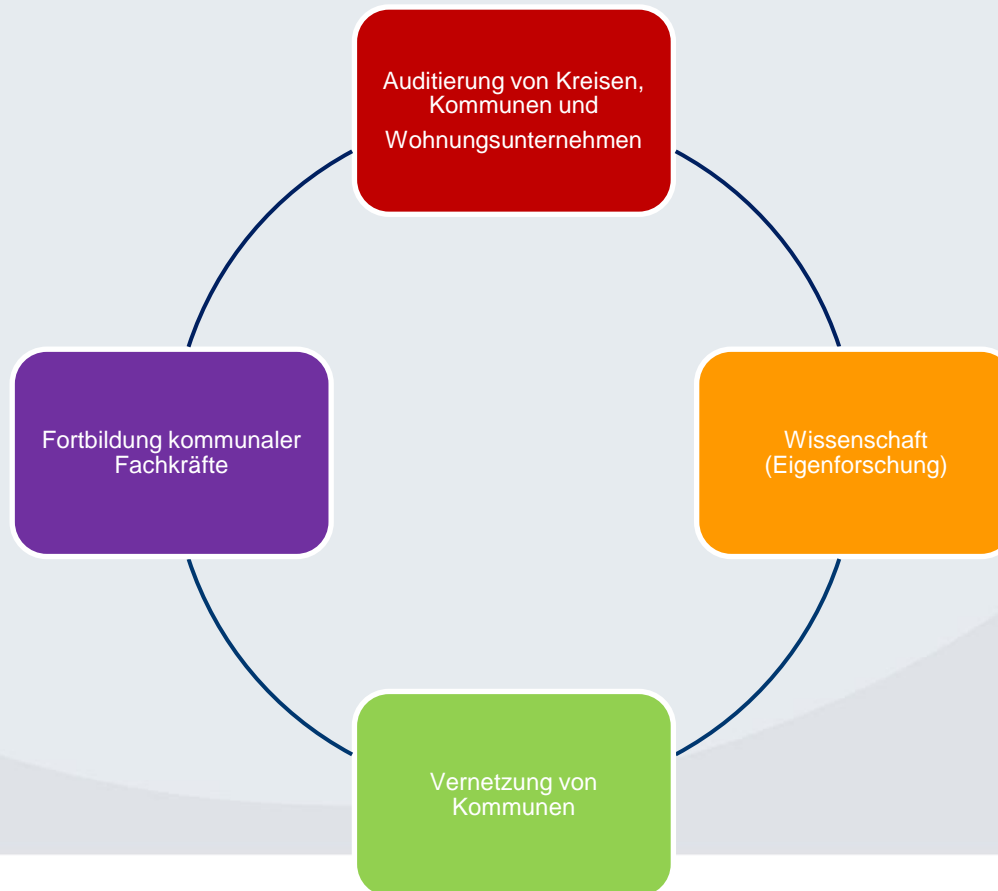 Auditierung von Kreisen,
Kommunen und
Wohnungsunternehmen
Fortbildung kommunaler
Fachkräfte
Wissenschaft
(Eigenforschung)
Vernetzung von
Kommunen